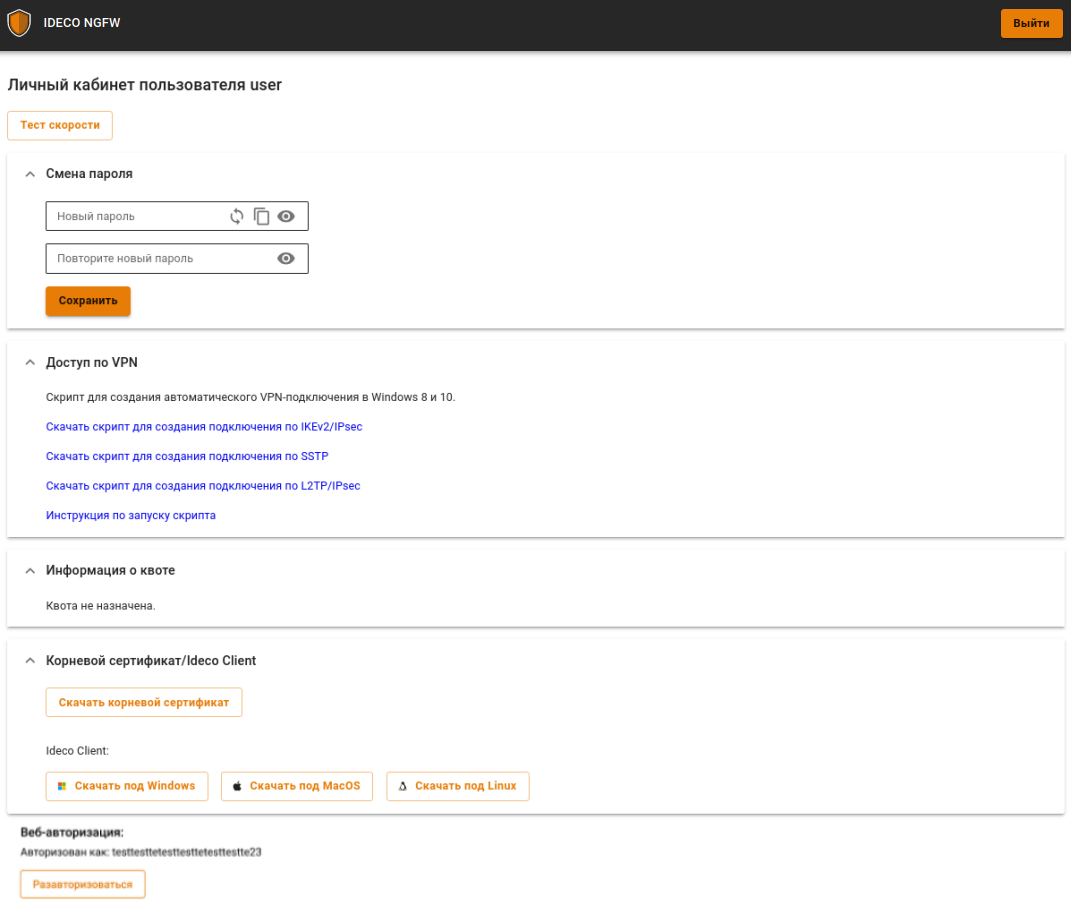 IDECO NGFW
Выйти
Личный кабинет пользователя user
Тест скорости
Смена пароля
Новый пароль
Повторите новый пароль
Сохранить
Доступ по VPN
Скрипт для создания автоматического VPN-подключения в Windows 8 и 10.
Скачать скрипт для создания подключения по IKEv2/IPsec
Скачать скрипт для создания подключения по SSTP
Скачать скрипт для создания подключения по L2TP/IPsec
Инструкция по запуску скрипта
Информация о квоте
Квота не назначена.
Корневой сертификат/Ideco Client
Скачать корневой сертификат
Ideco Client:
Скачать под Windows
Скачать под MacOS
Скачать под Linux
Веб-авторизация:
Авторизован как: testtesttetesttesttetesttestte23
Разавторизоваться